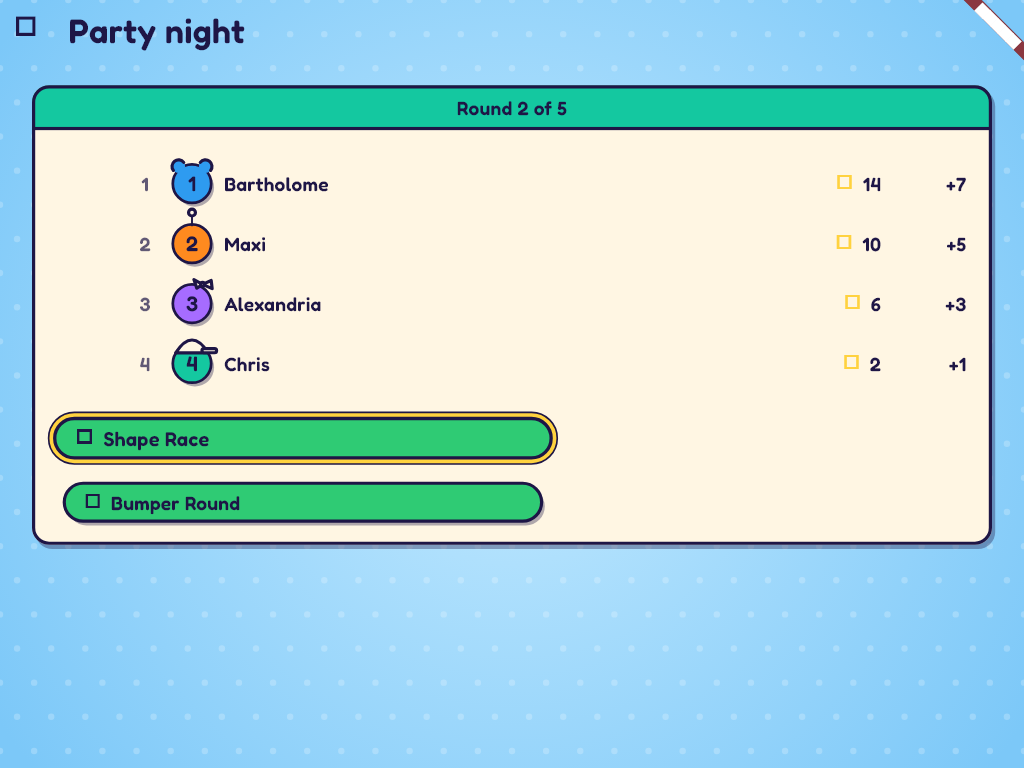 Party night
Round 2 of 5
1 1 Bartholome 14 +7
2 2 Maxi 10 +5
3 3 Alexandria 6 +3
4 4 Chris 2 +1
Shape Race
Bumper Round